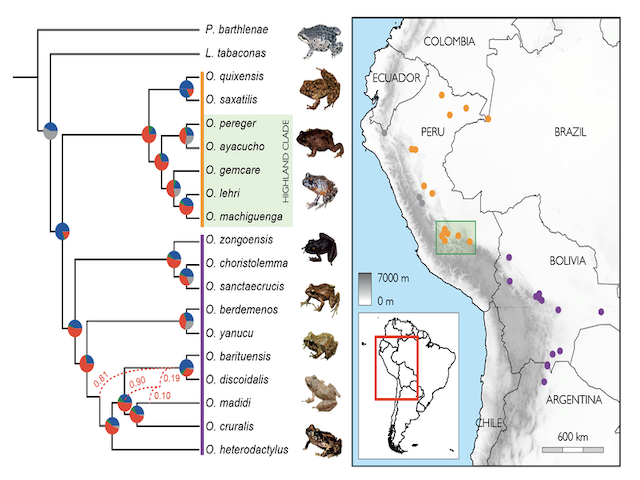 P. barthlenae
L. tabaconas
O. quixensis
O. saxatilis
O. pereger
O. ayacucho
O. gemcare
O. lehri
O. machiguenga
HIGHLAND CLADE
O. zongoensis
O. choristolemma
O. sanctaecrucis
O. berdemenos
O. yanucu
O. barituensis
O. discoidalis
O. madidi
O. cruralis
O. heterodactylus
0.81
0.90
0.19
0.10
COLOMBIA
ECUADOR
PERU
BRAZIL
BOLIVIA
7000 m
0 m
ARGENTINA
CHILE
600 km